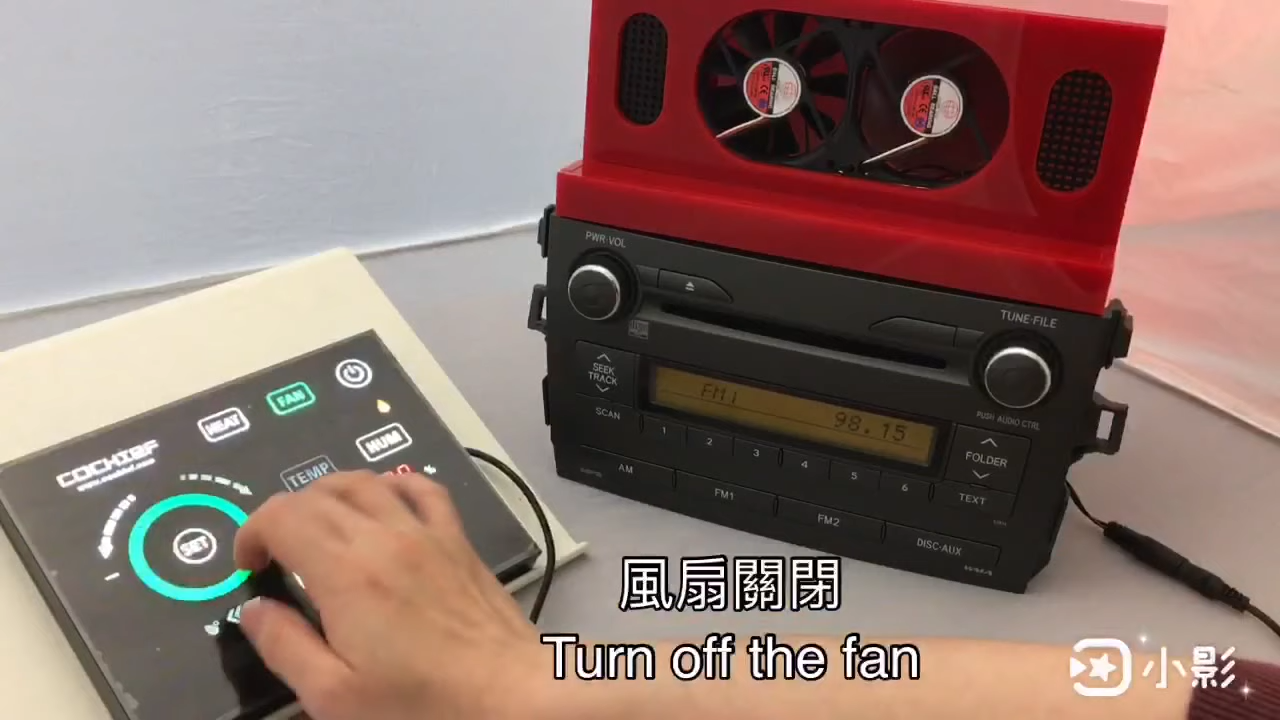 PWR·VOL
TUNE·FILE
SEEK
TRACK
SCAN
FM1
98.15
PUSH AUDIO CTRL
FOLDER
TEXT
1
2
3
4
5
6
AM
FM1
FM2
DISC·AUX
FAN
HEAT
HUM
TEMP
COCHIEF
SET
風扇關閉
Turn off the fan
小影